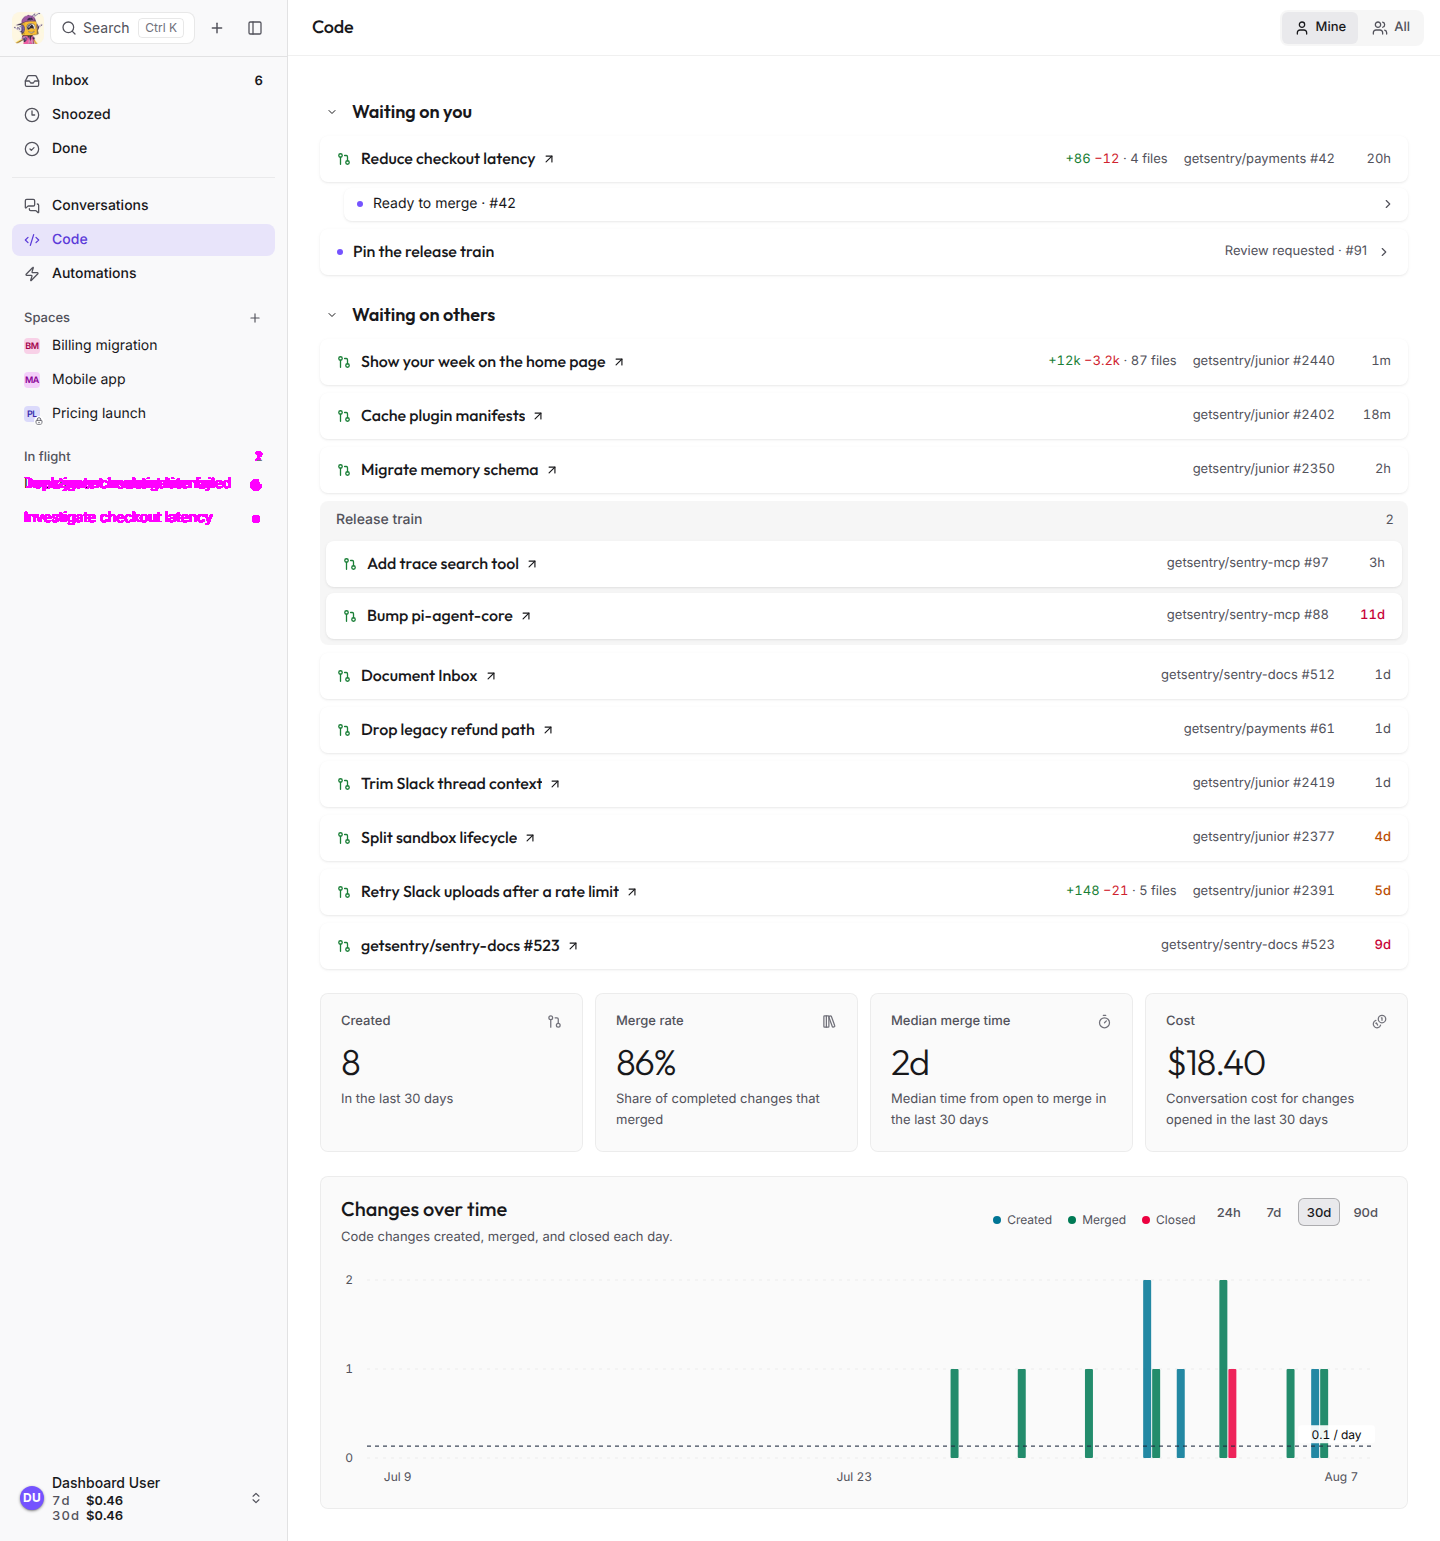 Search Ctrl K
Inbox 6
Snoozed
Done
Conversations
Code
Automations
Spaces
BM Billing migration
MA Mobile app
PL Pricing launch
In flight
Investigate checkout latency
Dashboard User
DU
7d $0.46
30d $0.46
Code
Mine All
Waiting on you
Reduce checkout latency +86 −12 · 4 files getsentry/payments #42 20h
Ready to merge · #42
Pin the release train Review requested · #91
Waiting on others
Show your week on the home page +12k −3.2k · 87 files getsentry/junior #2440 1m
Cache plugin manifests getsentry/junior #2402 18m
Migrate memory schema getsentry/junior #2350 2h
Release train 2
Add trace search tool getsentry/sentry-mcp #97 3h
Bump pi-agent-core getsentry/sentry-mcp #88 11d
Document Inbox getsentry/sentry-docs #512 1d
Drop legacy refund path getsentry/payments #61 1d
Trim Slack thread context getsentry/junior #2419 1d
Split sandbox lifecycle getsentry/junior #2377 4d
Retry Slack uploads after a rate limit +148 −21 · 5 files getsentry/junior #2391 5d
getsentry/sentry-docs #523 getsentry/sentry-docs #523 9d
Created
8
In the last 30 days
Merge rate
86%
Share of completed changes that
merged
Median merge time
2d
Median time from open to merge in
the last 30 days
Cost
$18.40
Conversation cost for changes
opened in the last 30 days
Changes over time
Code changes created, merged, and closed each day.
Created Merged Closed 24h 7d 30d 90d
2
1
0
0.1 / day
Jul 9 Jul 23 Aug 7